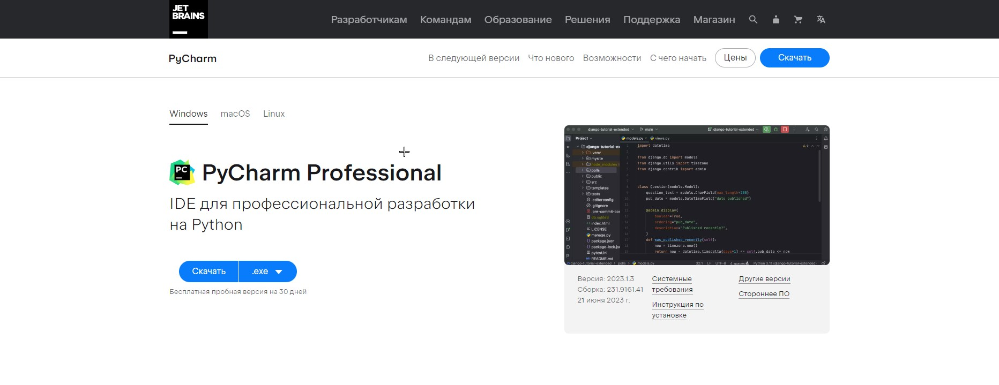 JET
BRAINS
Разработчикам Командам Образование Решения Поддержка Магазин
PyCharm
В следующей версии Что нового Возможности С чего начать Цены Скачать
Windows macOS Linux
PC
PyCharm Professional
IDE для профессиональной разработки
на Python
Скачать .exe
Бесплатная пробная версия на 30 дней
django-tutorial-extended main django-tutorial-extended
Project
models.py views.py
django-tutorial-ex
.venv
mysite
node_modules
polls
public
src
templates
tests
.editorconfig
.gitignore
.pre-commit-cor
db.sqlite3
index.html
LICENSE
manage.py
package.json
package-lock.jsc
pytest.ini
README.md
import datetime
from django.db import models
from django.utils import timezone
from django.contrib import admin
class Question(models.Model):
question_text = models.CharField(max_length=200)
pub_date = models.DateTimeField("date published")
@admin.display(
boolean=True,
ordering="pub_date",
description="Published recently?",
)
def was_published_recently(self):
now = timezone.now()
return now - datetime.timedelta(days=1) <= self.pub_date <= now
2
django-tutorial-extended polls models.py 32:1 LF UTF-8 4 spaces Python 3.11 (django-tutorial-extended)
Версия: 2023.1.3
Сборка: 231.9161.41
21 июня 2023 г.
Системные
требования
Инструкция по
установке
Другие версии
Стороннее ПО